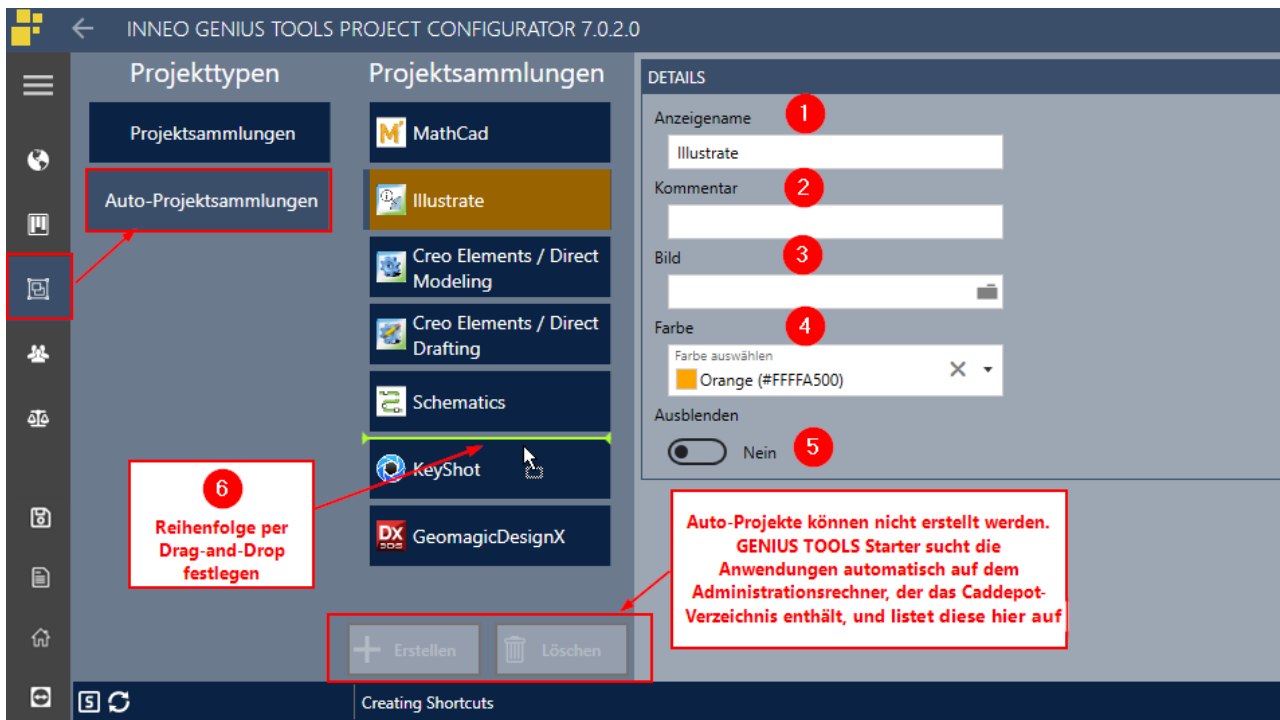 INNEO GENIUS TOOLS PROJECT CONFIGURATOR 7.0.2.0
Projekttypen
Projektsammlungen
Auto-Projektsammlungen
Projektsammlungen
MathCad
Illustrate
Creo Elements / Direct
Modeling
Creo Elements / Direct
Drafting
Schematics
KeyShot
DX
SDS
GeomagicDesignX
Erstellen
Löschen
DETAILS
Anzeigename
1
Illustrate
Kommentar
2
Bild
3
Farbe
4
Farbe auswählen
Orange (#FFFFA500)
Ausblenden
Nein
5
6
Reihenfolge per
Drag-and-Drop
festlegen
Auto-Projekte können nicht erstellt werden.
GENIUS TOOLS Starter sucht die
Anwendungen automatisch auf dem
Administrationsrechner, der das Caddepot-
Verzeichnis enthält, und listet diese hier auf
S
Creating Shortcuts